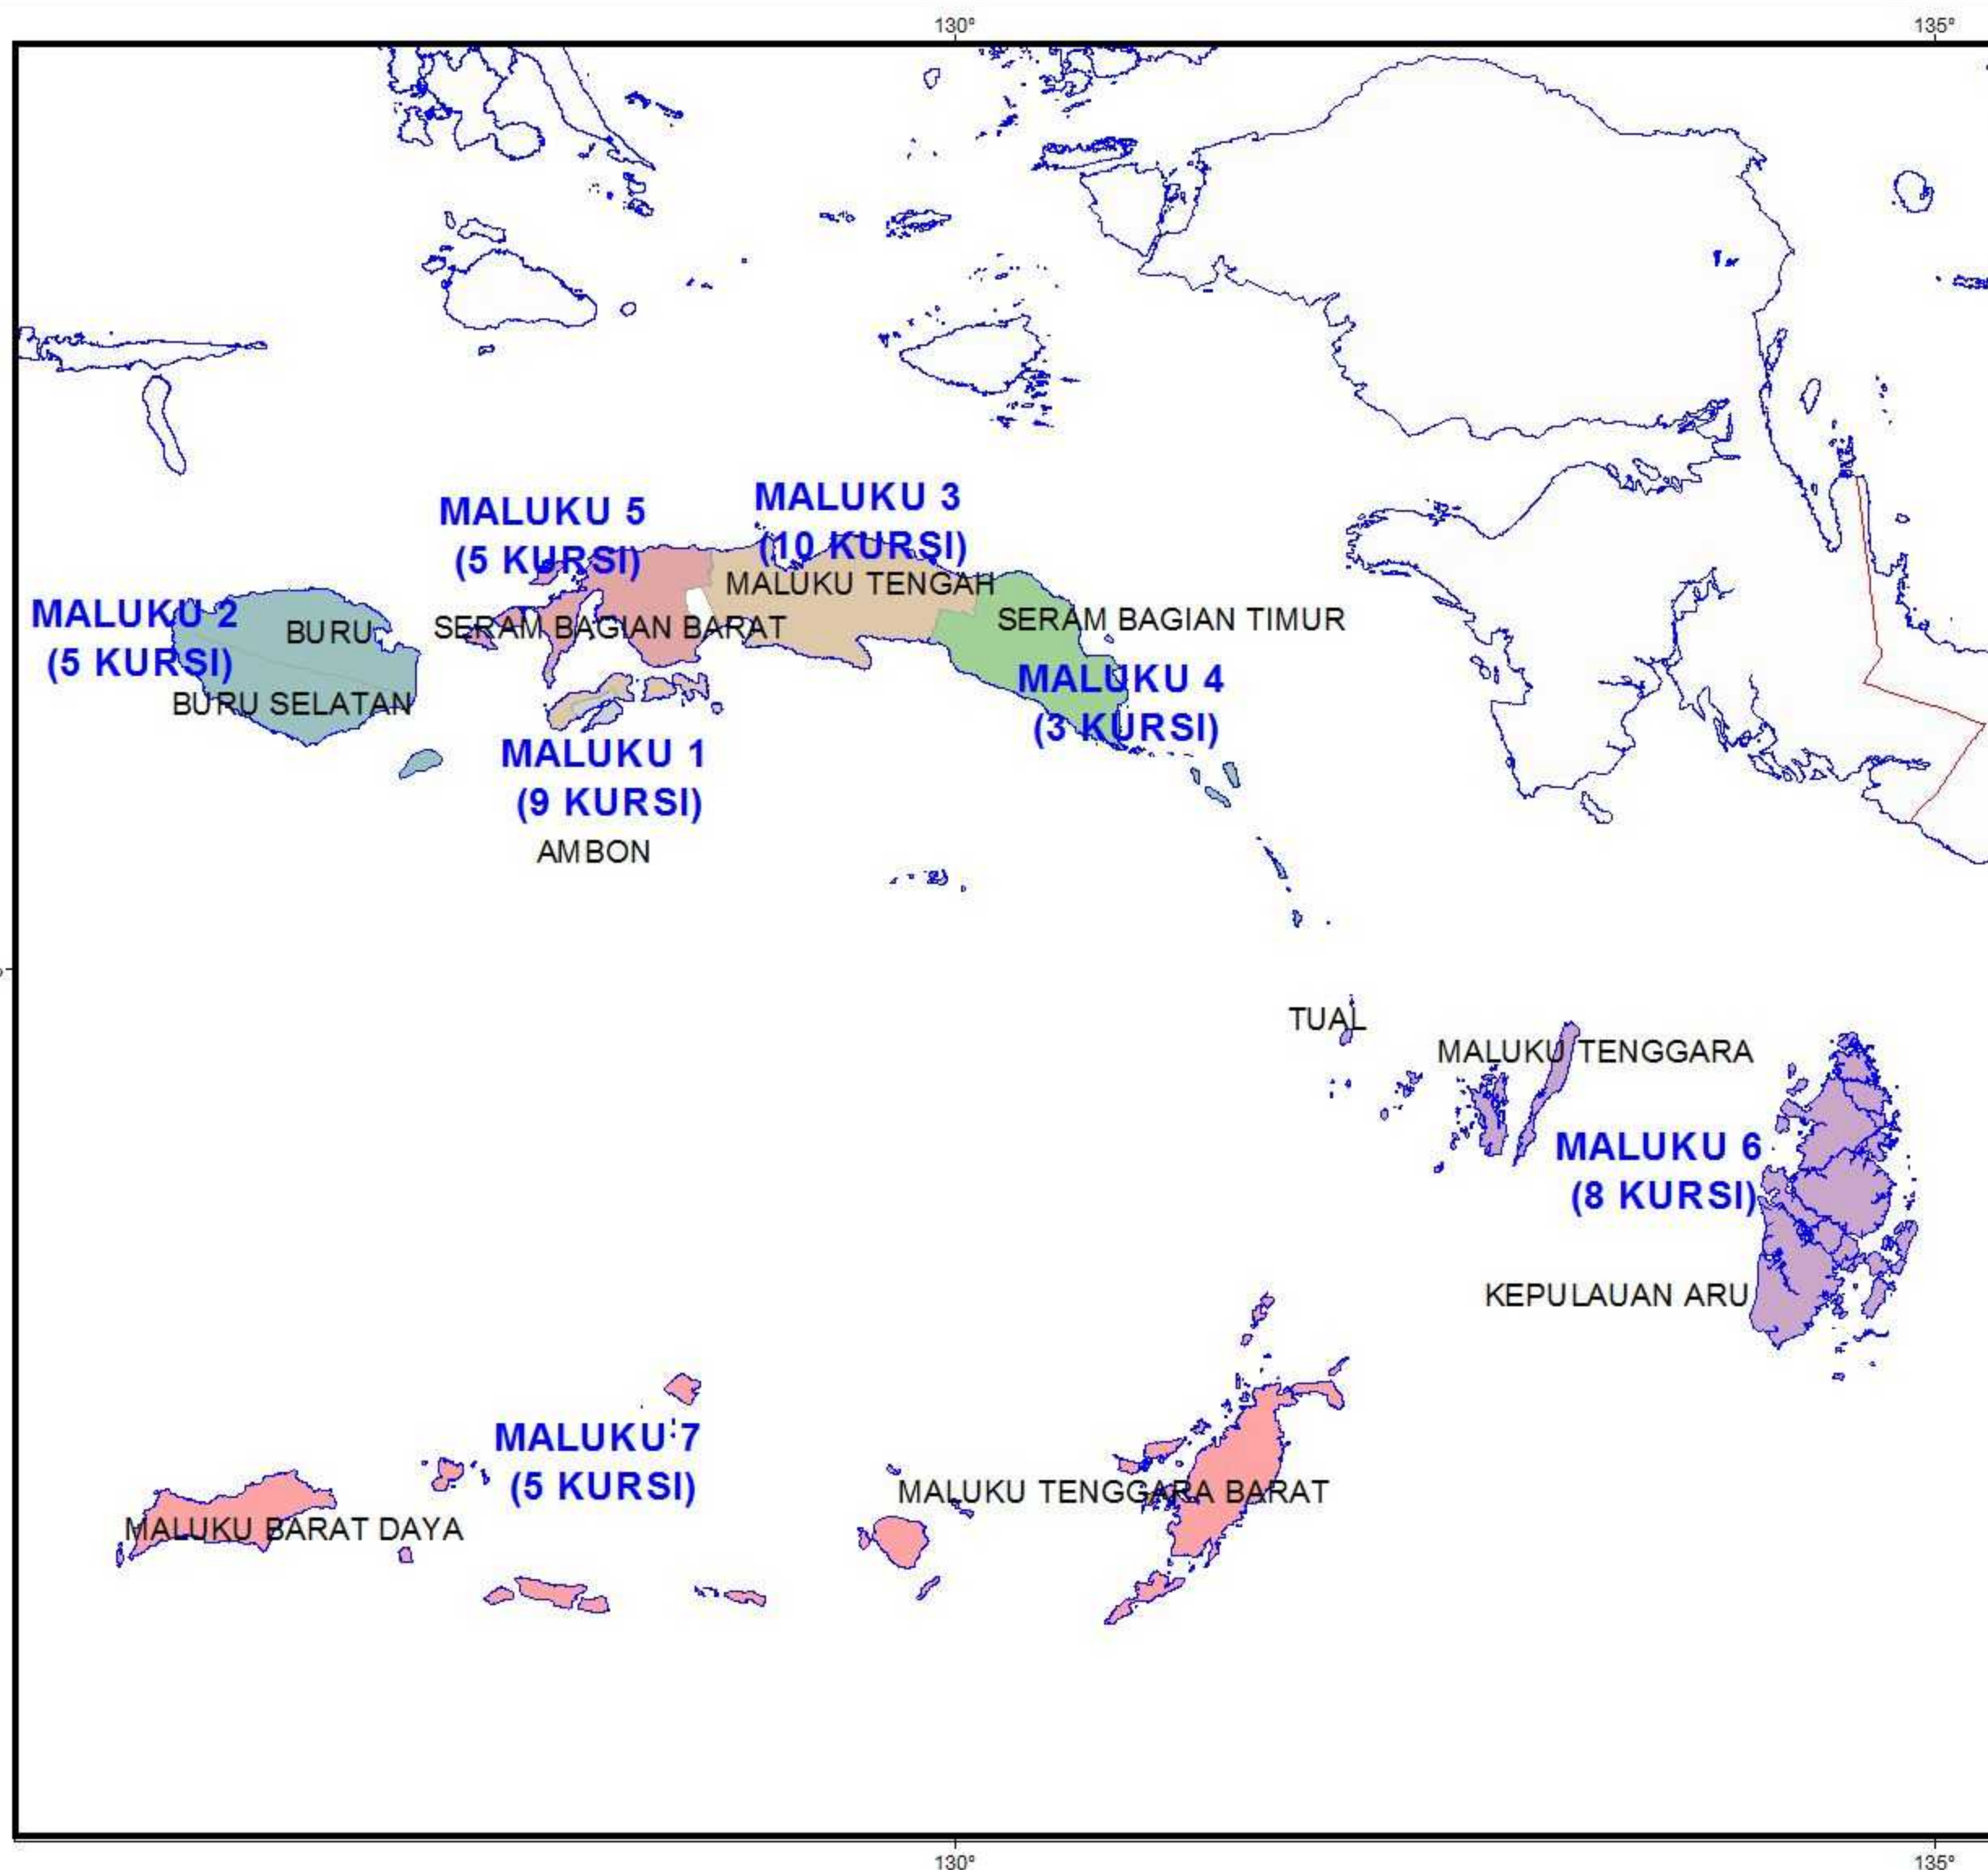 130°
135°
MALUKU 5
(5 KURSI)
MALUKU 3
(10 KURSI)
MALUKU TENGAH
MALUKU 2
(5 KURSI)
BURU
BURU SELATAN
SERAM BAGIAN BARAT
SERAM BAGIAN TIMUR
MALUKU 4
(3 KURSI)
MALUKU 1
(9 KURSI)
AMBON
TUAL
MALUKU TENGGARA
MALUKU 6
(8 KURSI)
KEPULAUAN ARU
MALUKU 7
(5 KURSI)
MALUKU TENGGARA BARAT
MALUKU BARAT DAYA
130°
135°